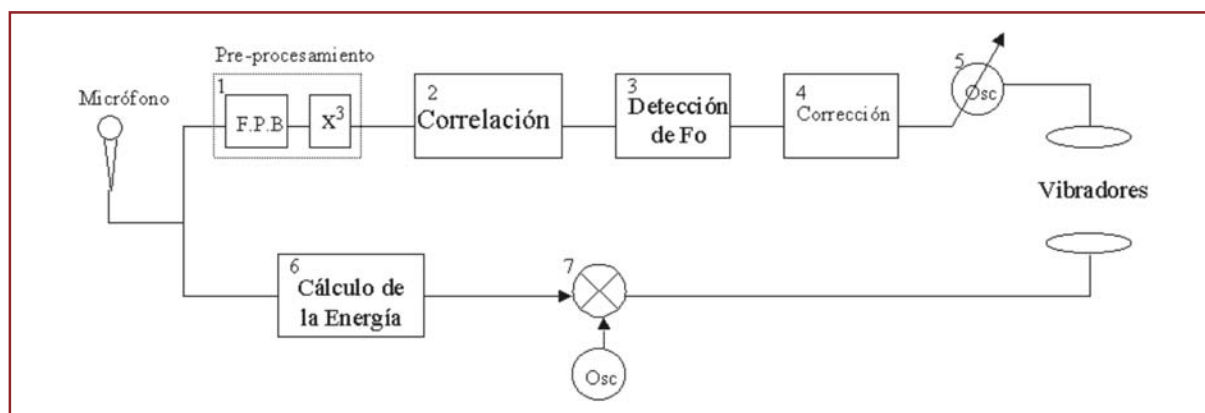 Pre-procesamiento
Micrófono
1
F.P.B
X³
2
Correlación
3
Detección
de Fo
4
Corrección
5
Osc
Vibradores
6
Cálculo de
la Energía
7
Osc